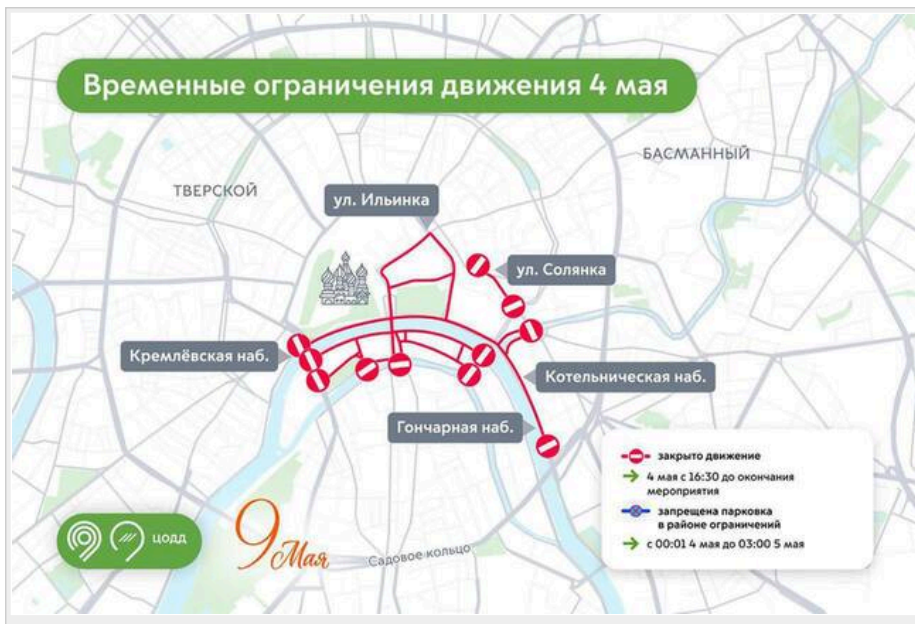 Временные ограничения движения 4 мая
БАСМАННЫЙ
ТВЕРСКОЙ
ул. Ильинка
ул. Солянка
Кремлёвская наб.
Котельническая наб.
Гончарная наб.
закрыто движение
4 мая с 16:30 до окончания
мероприятия
запрещена парковка
в районе ограничений
с 00:01 4 мая до 03:00 5 мая
цодд
9 Мая
Садовое кольцо